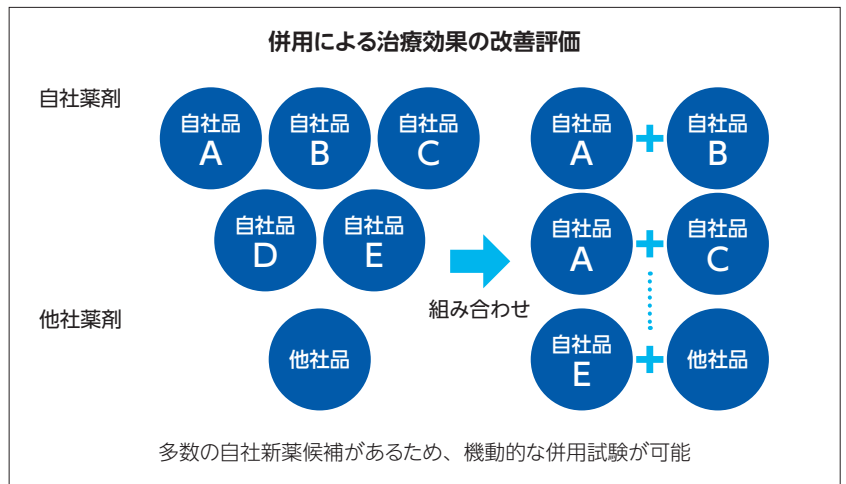 併用による治療効果の改善評価
自社薬剤
自社品
A
自社品
B
自社品
C
自社品
D
自社品
E
他社薬剤
他社品
組み合わせ
自社品
A
+
自社品
B
自社品
A
+
自社品
C
自社品
E
+
他社品
多数の自社新薬候補があるため、機動的な併用試験が可能